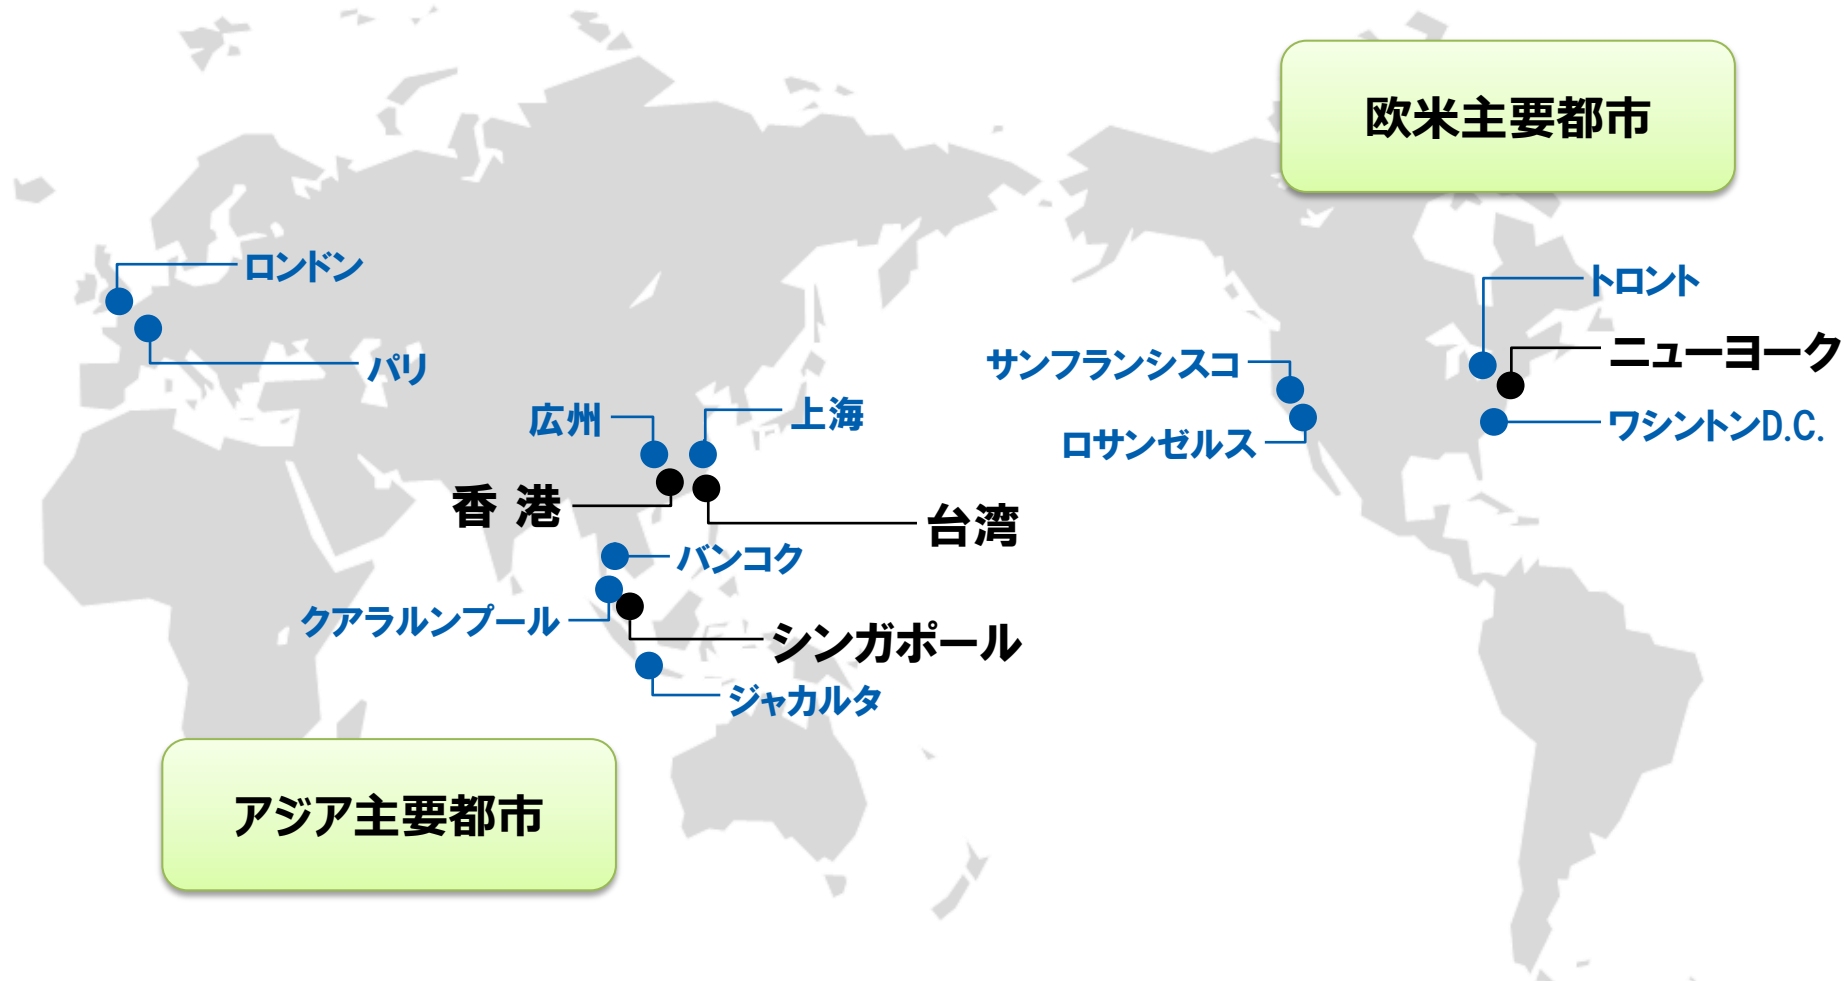 欧米主要都市
ロンドン
トロント
パリ
サンフランシスコ
ニューヨーク
広州
上海
ロサンゼルス
ワシントンD.C.
香 港
台湾
バンコク
クアラルンプール
シンガポール
ジャカルタ
アジア主要都市